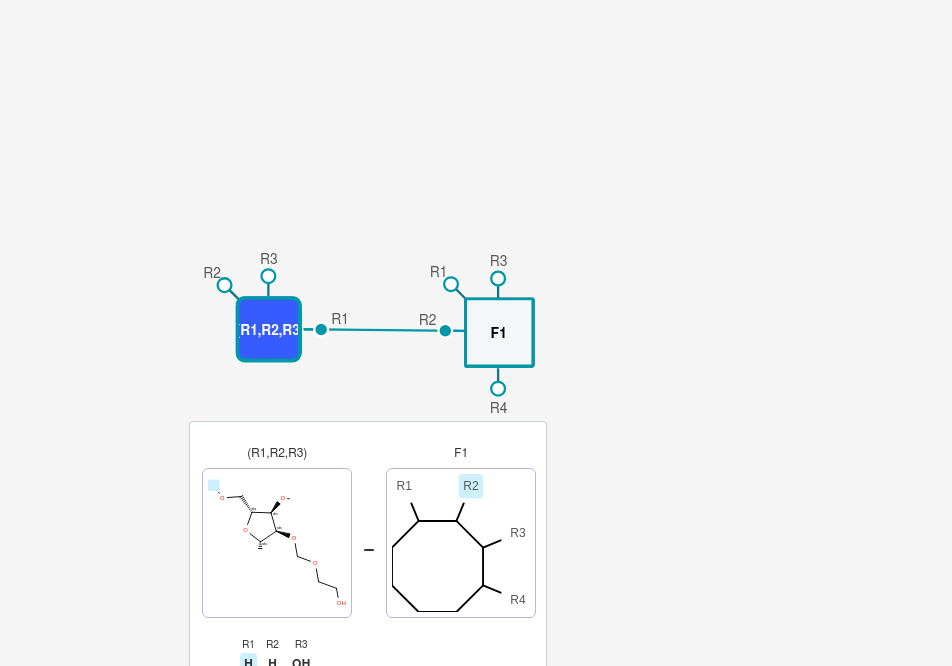 R2 R3 R1 R3
R1,R2,R3 R1 R2 F1
R4
(R1,R2,R3) F1
R1 R2
O O
R3
O O
O
R4
OH
R1 R2 R3
H H OH